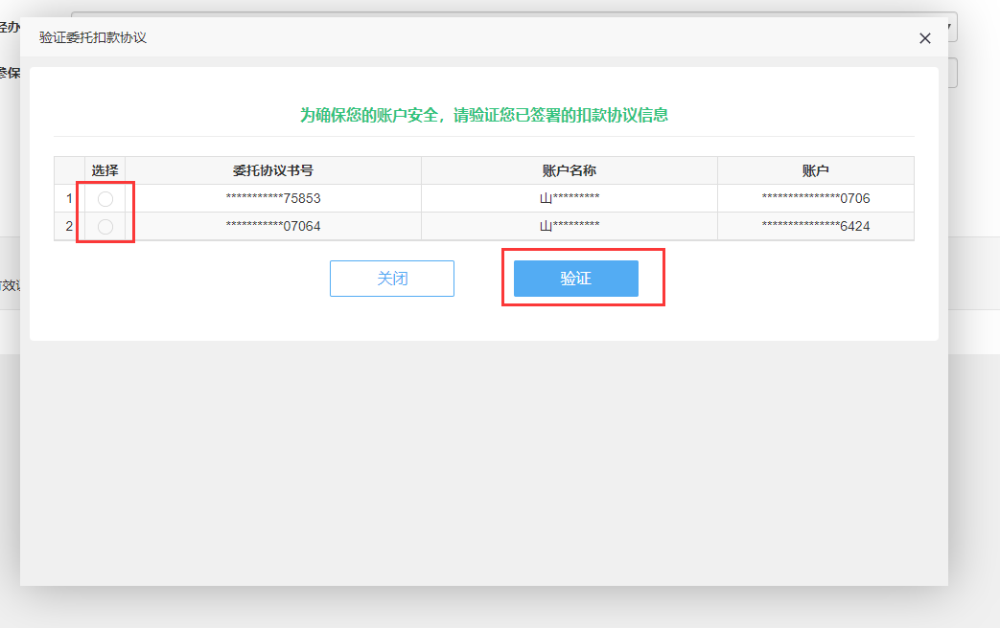 经办
验证委托扣款协议
参保
为确保您的账户安全，请验证您已签署的扣款协议信息
选择 委托协议书号 账户名称 账户
1 ***********75853 山********* ***************0706
2 ***********07064 山********* ***************6424
关闭 验证
有效